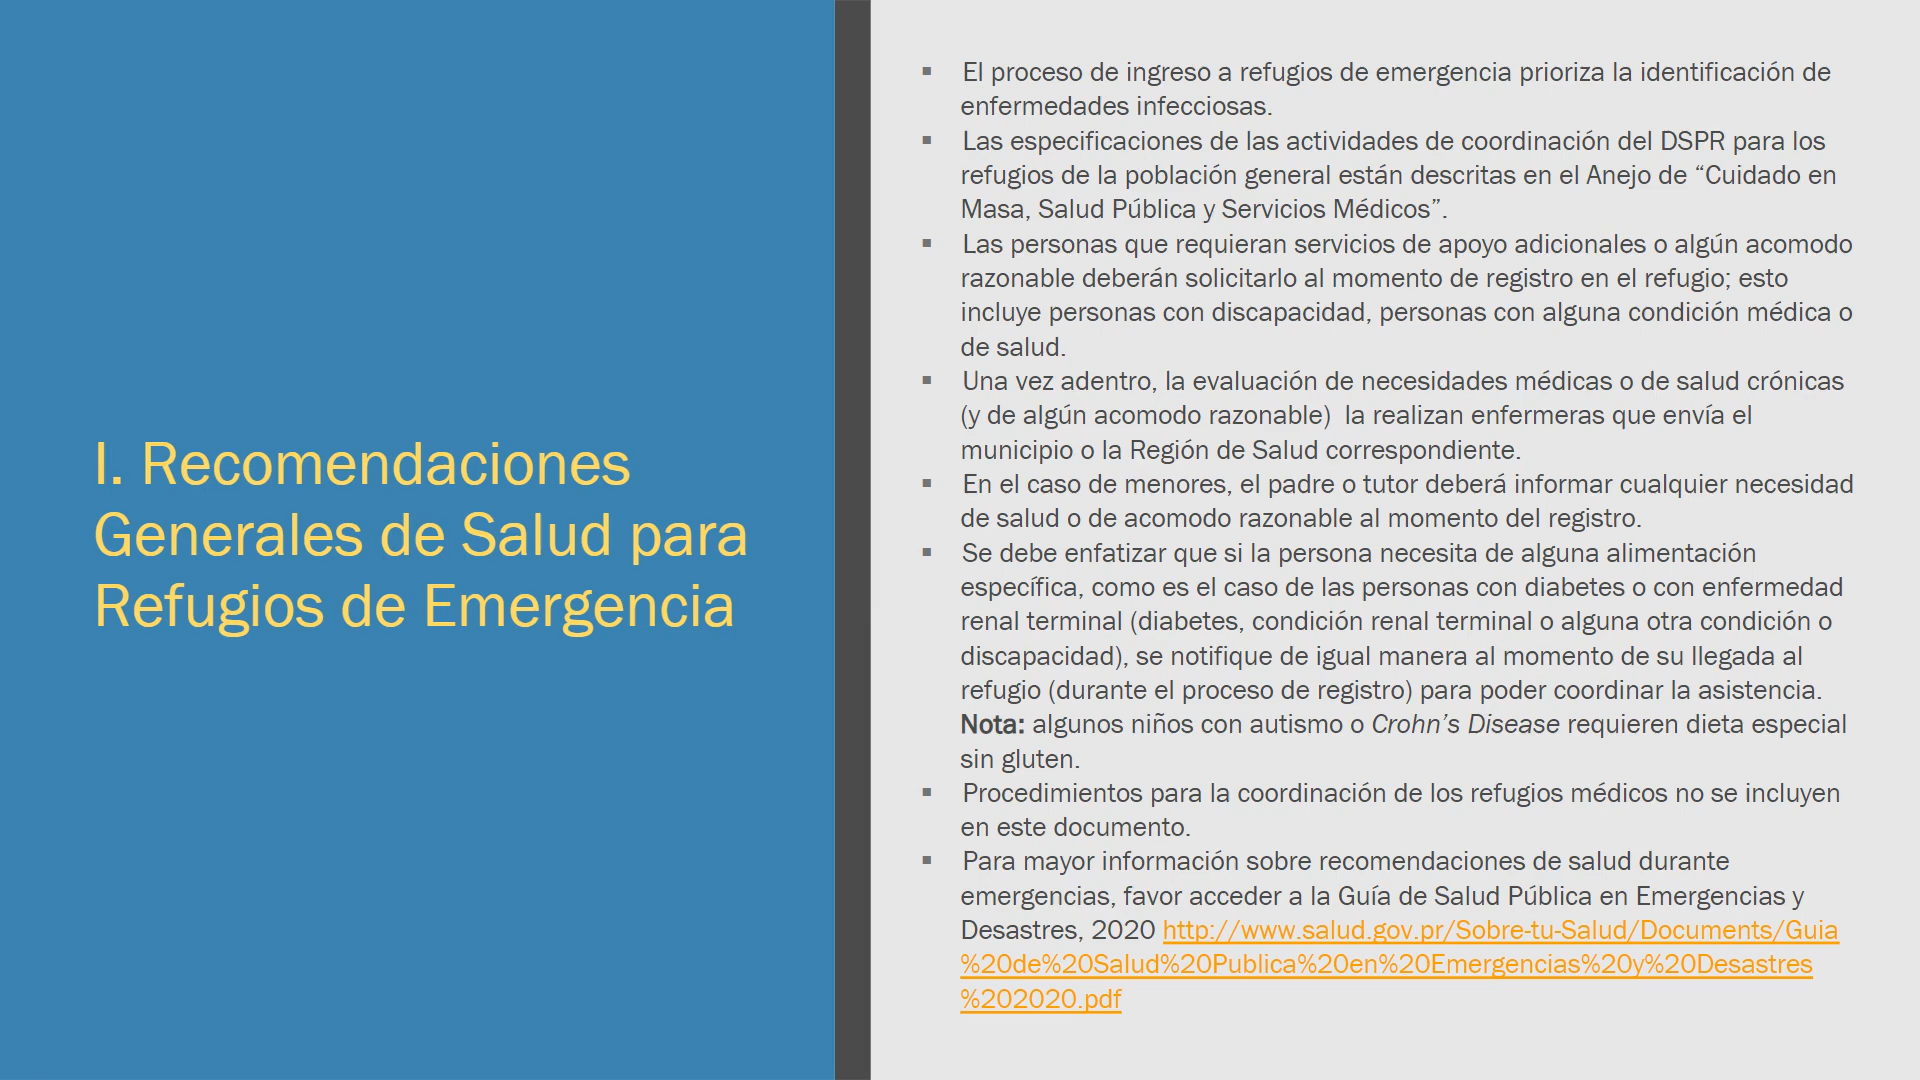 I. Recomendaciones
Generales de Salud para
Refugios de Emergencia
▪ El proceso de ingreso a refugios de emergencia prioriza la identificación de
enfermedades infecciosas.
▪ Las especificaciones de las actividades de coordinación del DSPR para los
refugios de la población general están descritas en el Anejo de “Cuidado en
Masa, Salud Pública y Servicios Médicos”.
▪ Las personas que requieran servicios de apoyo adicionales o algún acomodo
razonable deberán solicitarlo al momento de registro en el refugio; esto
incluye personas con discapacidad, personas con alguna condición médica o
de salud.
▪ Una vez adentro, la evaluación de necesidades médicas o de salud crónicas
(y de algún acomodo razonable)  la realizan enfermeras que envía el
municipio o la Región de Salud correspondiente.
▪ En el caso de menores, el padre o tutor deberá informar cualquier necesidad
de salud o de acomodo razonable al momento del registro.
▪ Se debe enfatizar que si la persona necesita de alguna alimentación
específica, como es el caso de las personas con diabetes o con enfermedad
renal terminal (diabetes, condición renal terminal o alguna otra condición o
discapacidad), se notifique de igual manera al momento de su llegada al
refugio (durante el proceso de registro) para poder coordinar la asistencia.
Nota: algunos niños con autismo o Crohn’s Disease requieren dieta especial
sin gluten.
▪ Procedimientos para la coordinación de los refugios médicos no se incluyen
en este documento.
▪ Para mayor información sobre recomendaciones de salud durante
emergencias, favor acceder a la Guía de Salud Pública en Emergencias y
Desastres, 2020 http://www.salud.gov.pr/Sobre-tu-Salud/Documents/Guia
%20de%20Salud%20Publica%20en%20Emergencias%20y%20Desastres
%202020.pdf